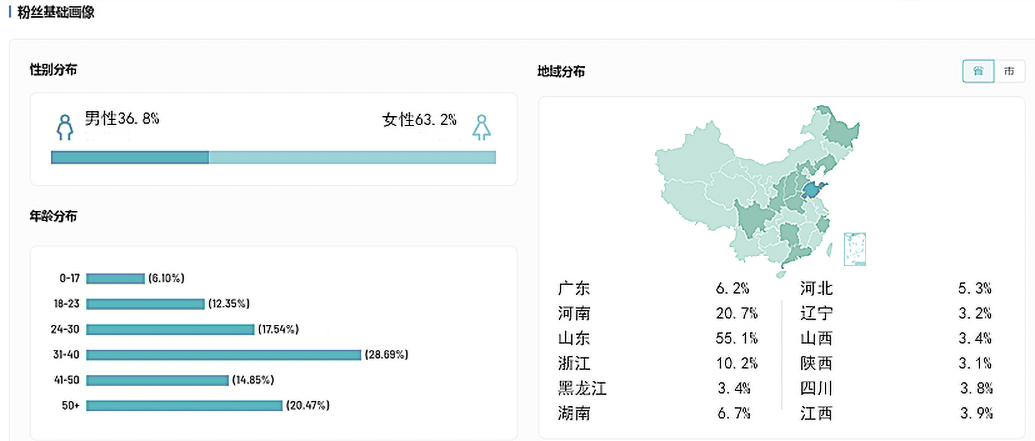 粉丝基础画像
性别分布
男性36.8%
女性63.2%
年龄分布
0-17 (6.10%)
18-23 (12.35%)
24-30 (17.54%)
31-40 (28.69%)
41-50 (14.85%)
50+ (20.47%)
地域分布
省 市
广东 6.2% 河北 5.3%
河南 20.7% 辽宁 3.2%
山东 55.1% 山西 3.4%
浙江 10.2% 陕西 3.1%
黑龙江 3.4% 四川 3.8%
湖南 6.7% 江西 3.9%